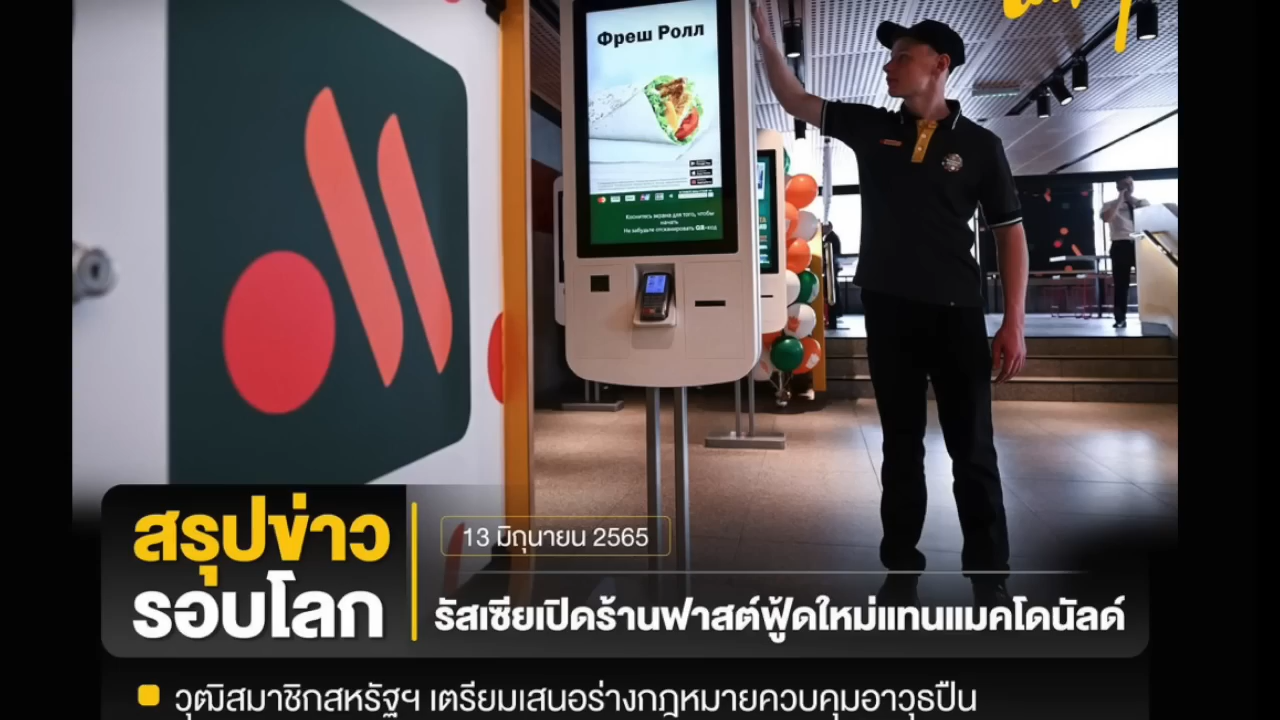 Фреш Ролл
Коснитесь экрана для того, чтобы
начать
Не забудьте отсканировать QR-код
สรุปข่าว
รอบโลก
13 มิถุนายน 2565
รัสเซียเปิดร้านฟาสต์ฟู้ดใหม่แทนแมคโดนัลด์
วุฒิสมาชิกสหรัฐฯ เตรียมเสนอร่างกฎหมายควบคุมอาวุธปืน